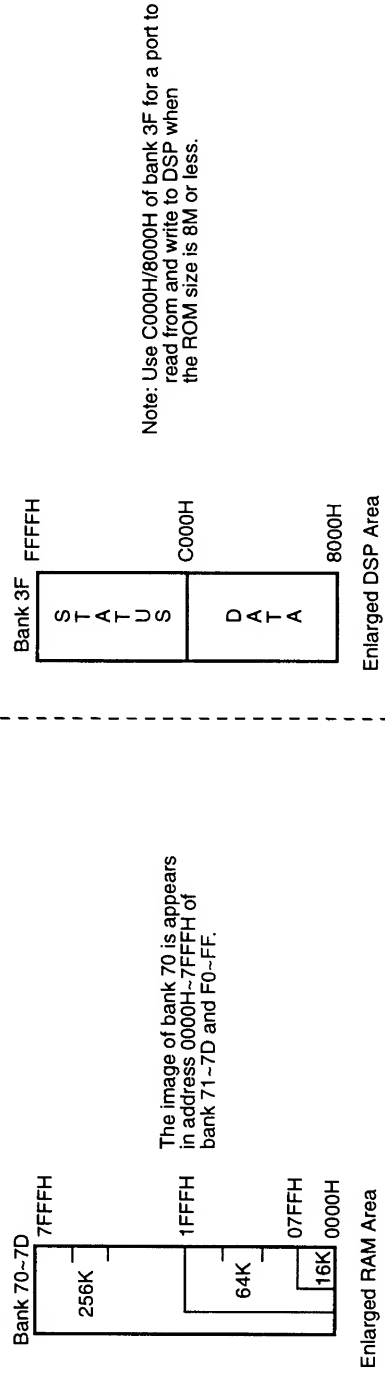 Bank 70~7D
7FFFH
256K
1FFFH
64K
07FFH
16K
0000H
Enlarged RAM Area
The image of bank 70 is appears
in address 0000H~7FFFH of
bank 71~7D and F0~FF.
Bank 3F
FFFFH
STATUS
C000H
DATA
8000H
Enlarged DSP Area
Note: Use C000H/8000H of bank 3F for a port to
read from and write to DSP when
the ROM size is 8M or less.